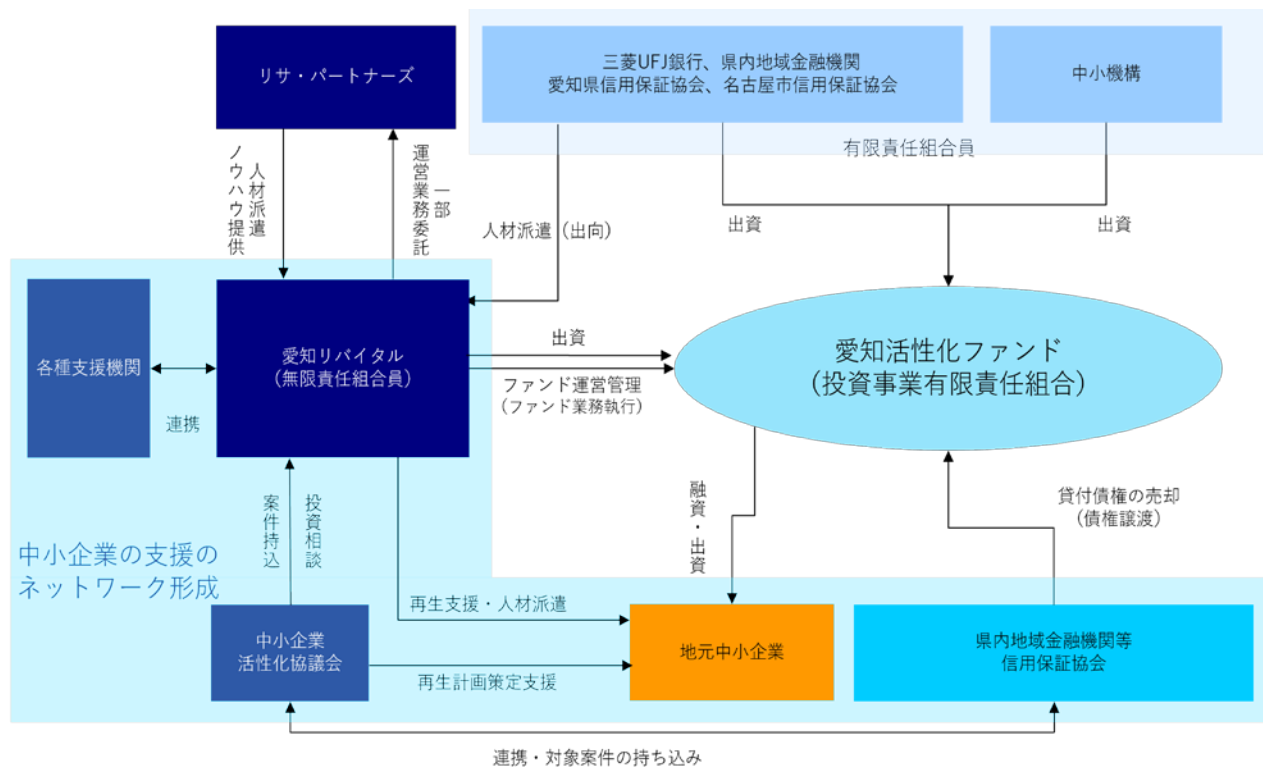 リサ・パートナーズ
三菱UFJ銀行、県内地域金融機関
愛知県信用保証協会、名古屋市信用保証協会
中小機構
有限責任組合員
人材派遣
ノウハウ提供
一部
運営業務委託
人材派遣（出向）
出資
出資
各種支援機関
連携
愛知リバイタル
（無限責任組合員）
出資
ファンド運営管理
（ファンド業務執行）
愛知活性化ファンド
（投資事業有限責任組合）
投資相談
案件持込
融資・出資
貸付債権の売却
（債権譲渡）
中小企業の支援の
ネットワーク形成
再生支援・人材派遣
中小企業
活性化協議会
再生計画策定支援
地元中小企業
県内地域金融機関等
信用保証協会
連携・対象案件の持ち込み